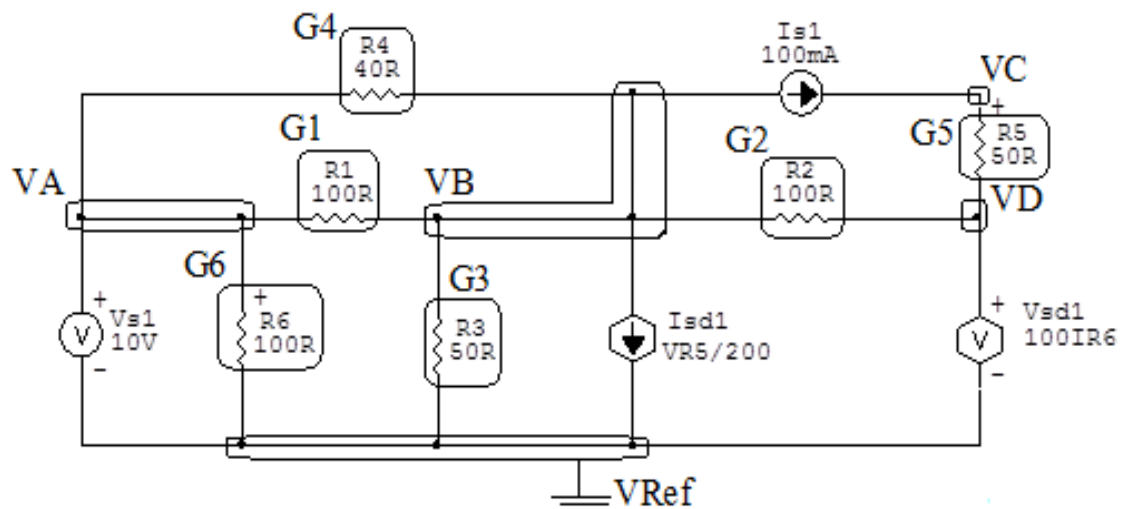 G4
R4
40R
Is1
100mA
VC
+
G1
R1
100R
G2
R2
100R
G5
R5
50R
VA
VB
VD
G6
G3
+
Vs1
10V
V
-
+
R6
100R
R3
50R
Isd1
VR5/200
+
Vsd1
100IR6
V
-
VRef